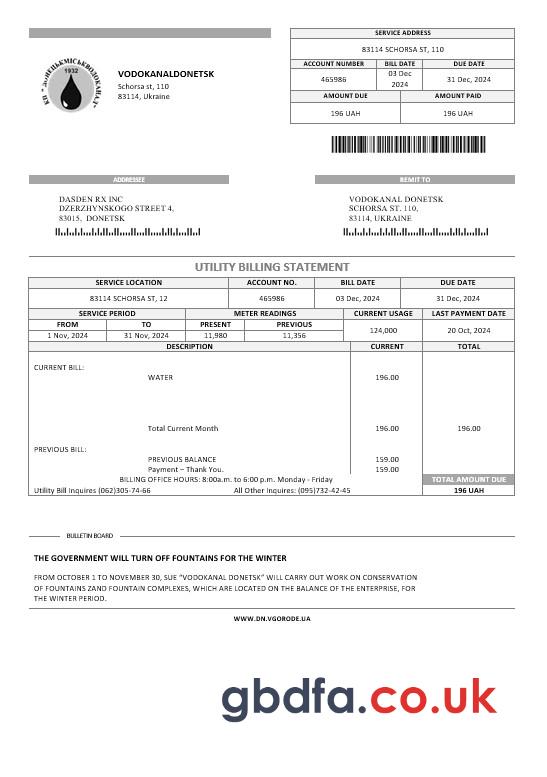 SERVICE ADDRESS
83114 SCHORSA ST, 110
ACCOUNT NUMBER BILL DATE DUE DATE
465986 03 Dec 2024 31 Dec, 2024
AMOUNT DUE AMOUNT PAID
196 UAH 196 UAH
КП "ДОНЕЦЬКМІСЬКВОДОКАНАЛ"
1932
VODOKANALDONETSK
Schorsa st, 110
83114, Ukraine
ADDRESSEE REMIT TO
DASDEN RX INC VODOKANAL DONETSK
DZERZHYNSKOGO STREET 4, SCHORSA ST. 110,
83015, DONETSK 83114, UKRAINE
UTILITY BILLING STATEMENT
SERVICE LOCATION ACCOUNT NO. BILL DATE DUE DATE
83114 SCHORSA ST, 12 465986 03 Dec, 2024 31 Dec, 2024
SERVICE PERIOD METER READINGS CURRENT USAGE LAST PAYMENT DATE
FROM TO PRESENT PREVIOUS 124,000 20 Oct, 2024
1 Nov, 2024 31 Nov, 2024 11,980 11,356
DESCRIPTION CURRENT TOTAL
CURRENT BILL:
WATER 196.00
Total Current Month 196.00 196.00
PREVIOUS BILL:
PREVIOUS BALANCE 159.00
Payment – Thank You. 159.00
BILLING OFFICE HOURS: 8:00a.m. to 6:00 p.m. Monday - Friday TOTAL AMOUNT DUE
Utility Bill Inquires (062)305-74-66 All Other Inquires: (095)732-42-45 196 UAH
BULLETIN BOARD
THE GOVERNMENT WILL TURN OFF FOUNTAINS FOR THE WINTER
FROM OCTOBER 1 TO NOVEMBER 30, SUE "VODOKANAL DONETSK" WILL CARRY OUT WORK ON CONSERVATION
OF FOUNTAINS ZAND FOUNTAIN COMPLEXES, WHICH ARE LOCATED ON THE BALANCE OF THE ENTERPRISE, FOR
THE WINTER PERIOD.
WWW.DN.VGORODE.UA
gbdfa.co.uk